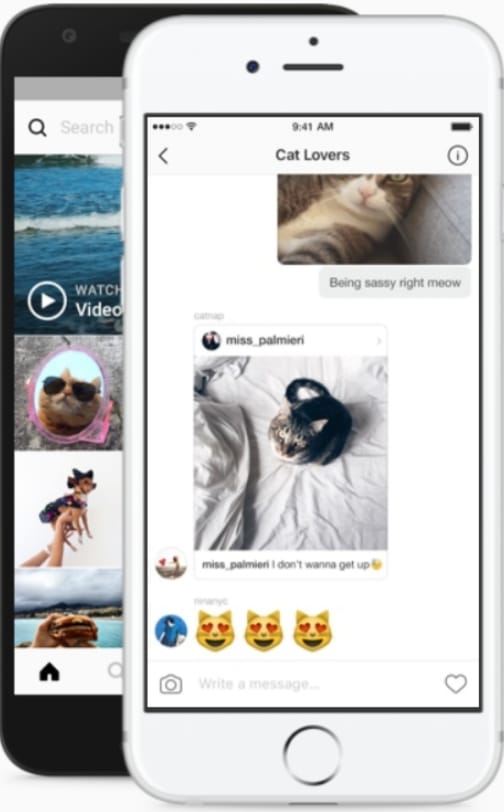 Search
WATCH
Video
9:41 AM
Cat Lovers
Being sassy right meow
catnap
miss_palmieri
miss_palmieri I don't wanna get up
ninanyc
Write a message...